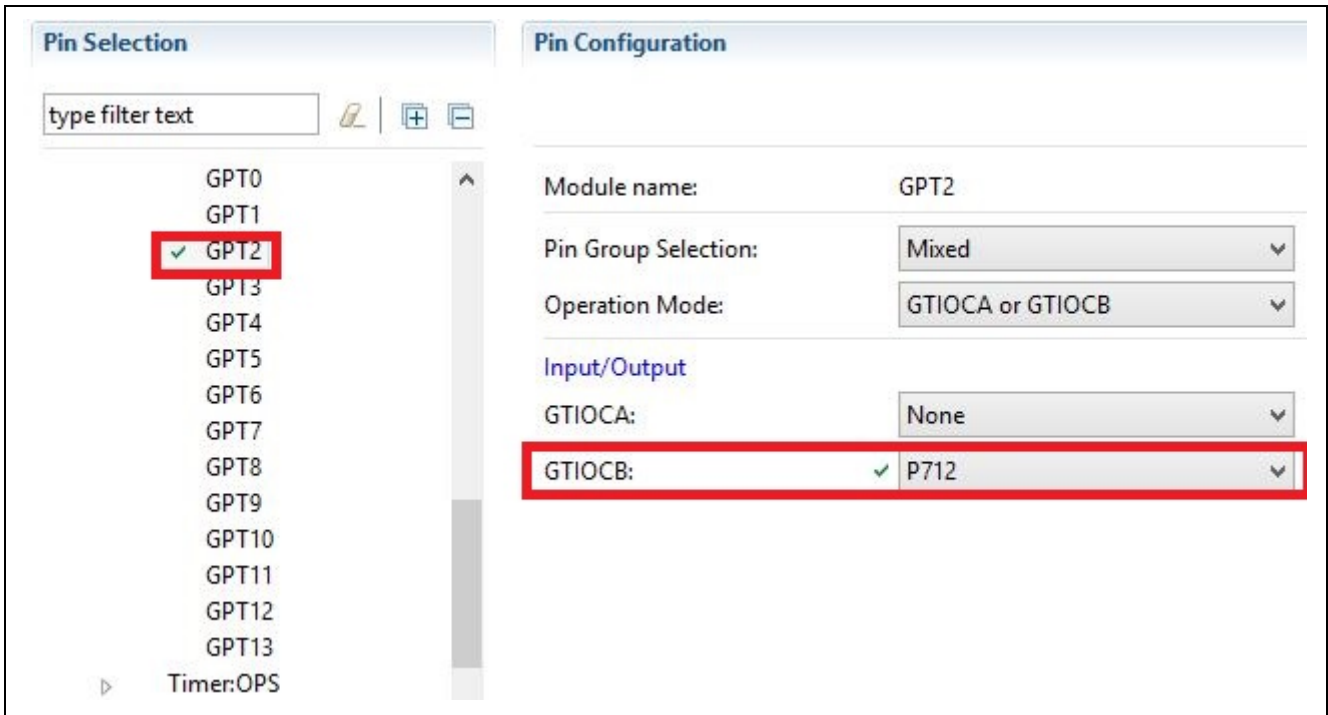 Pin Selection
type filter text
GPT0
GPT1
GPT2
GPT3
GPT4
GPT5
GPT6
GPT7
GPT8
GPT9
GPT10
GPT11
GPT12
GPT13
Timer:OPS
Pin Configuration
Module name: GPT2
Pin Group Selection: Mixed
Operation Mode: GTIOCA or GTIOCB
Input/Output
GTIOCA: None
GTIOCB: P712